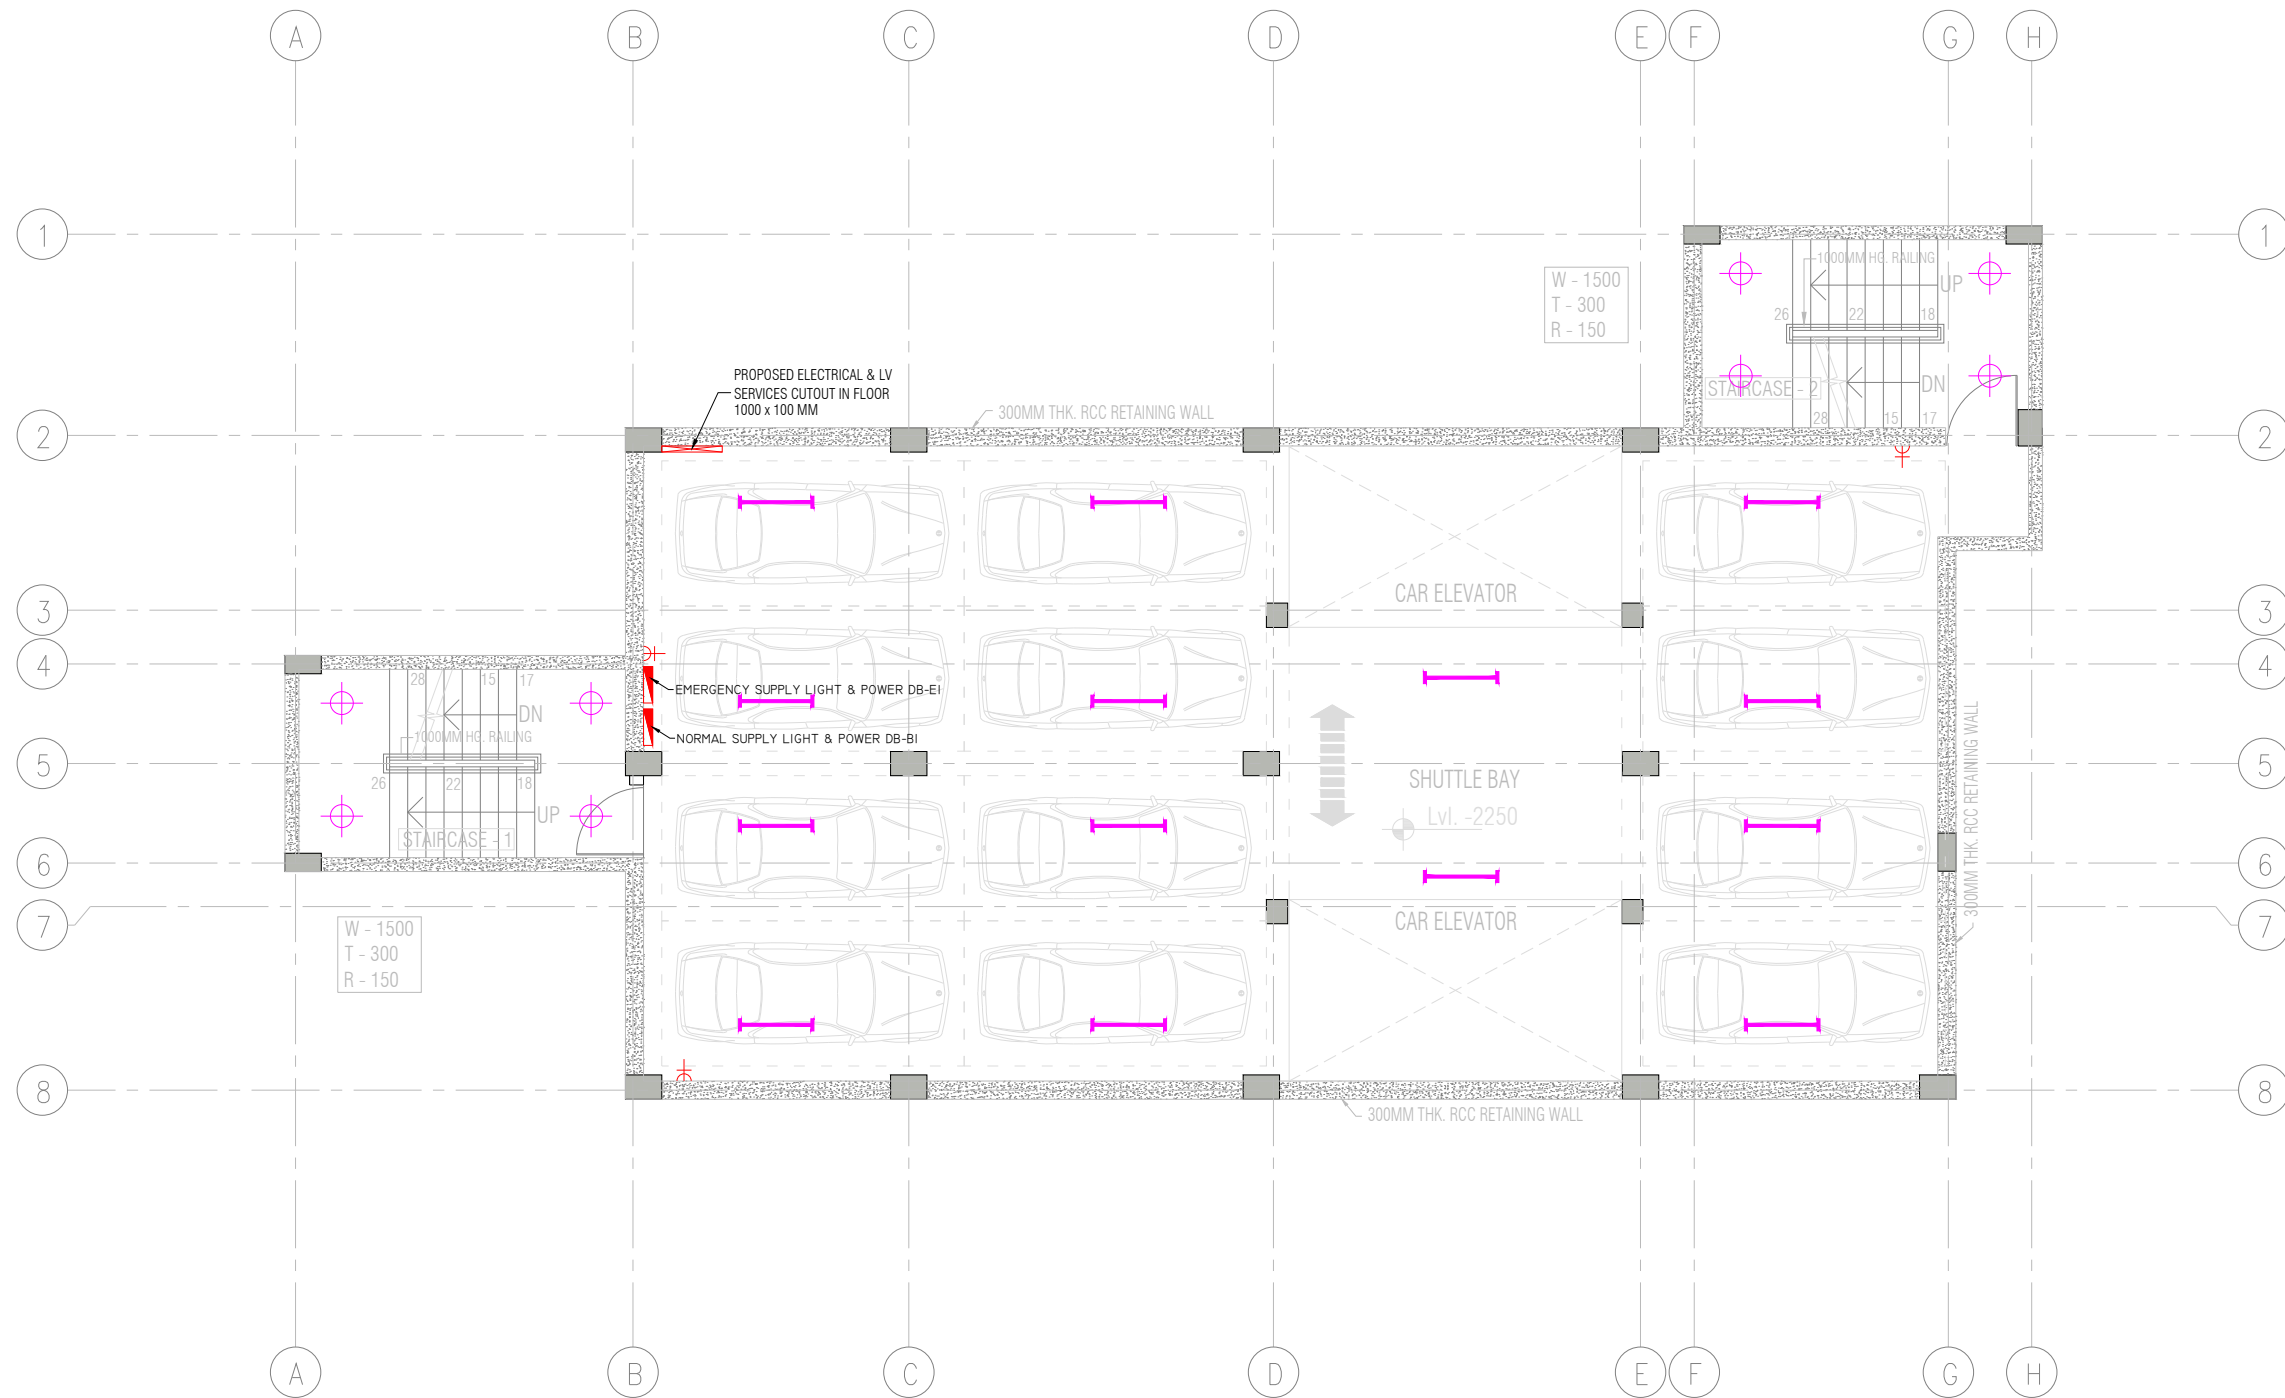 A
B
C
D
E
F
G
H
1
1
1000MM HG. RAILING
UP
W - 1500
T - 300
R - 150
26
22
18
PROPOSED ELECTRICAL & LV
SERVICES CUTOUT IN FLOOR
1000 x 100 MM
STAIRCASE - 2
DN
300MM THK. RCC RETAINING WALL
28
15
17
2
2
CAR ELEVATOR
3
3
4
4
28
15
17
EMERGENCY SUPPLY LIGHT & POWER DB-EI
DN
1000MM HG. RAILING
NORMAL SUPPLY LIGHT & POWER DB-BI
5
5
26
22
18
SHUTTLE BAY
UP
Lvl. -2250
STAIRCASE - 1
300MM THK. RCC RETAINING WALL
6
6
CAR ELEVATOR
7
7
W - 1500
T - 300
R - 150
8
8
300MM THK. RCC RETAINING WALL
A
B
C
D
E
F
G
H